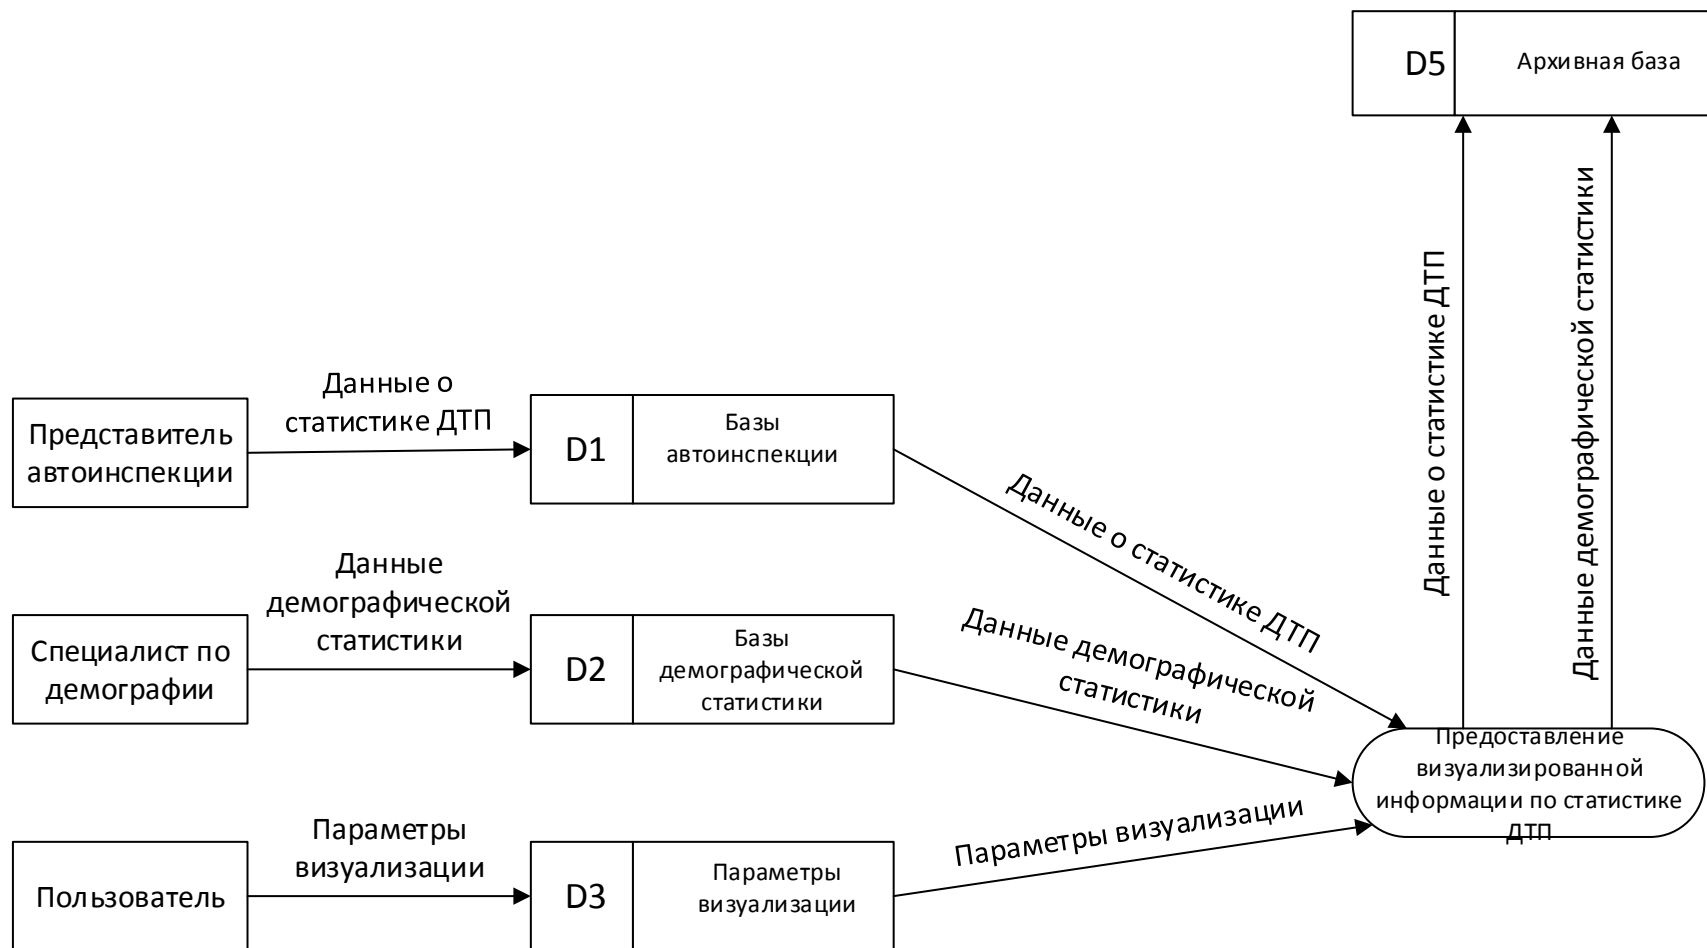 D5
Архивная база
Данные о статистике ДТП
Данные демографической статистики
Данные о
статистике ДТП
Представитель
автоинспекции
D1
Базы
автоинспекции
Данные о статистике ДТП
Данные
демографической
статистики
Специалист по
демографии
D2
Базы
демографической
статистики
Данные демографической
статистики
Предоставление
визуализированной
информации по статистике
ДТП
Параметры
визуализации
Пользователь
D3
Параметры
визуализации
Параметры визуализации